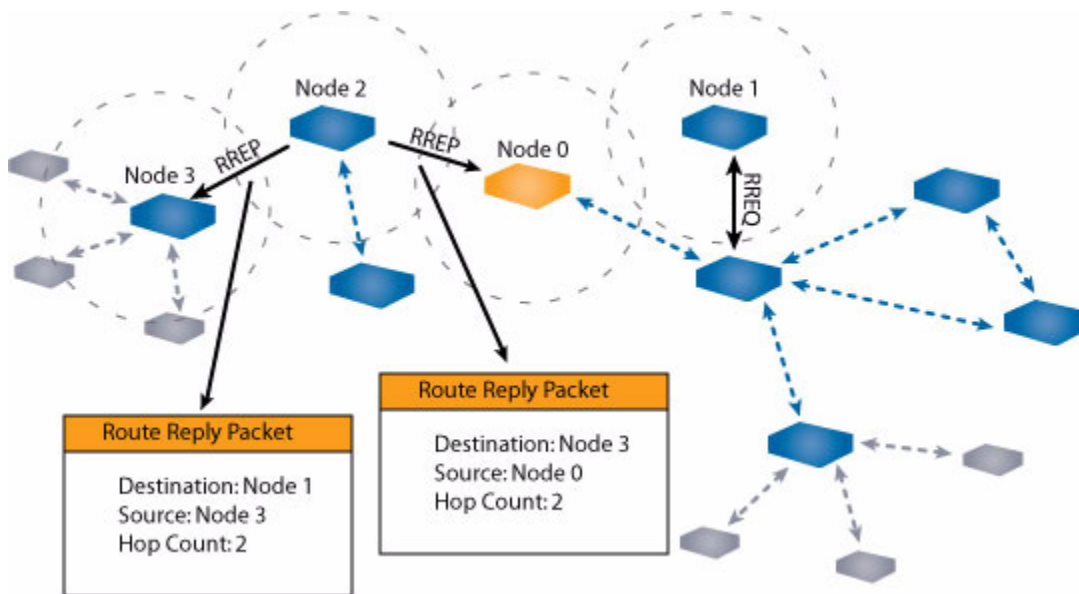 Node 2
Node 1
RREP
RREP
Node 0
Node 3
RREQ
Route Reply Packet
Destination: Node 1
Source: Node 3
Hop Count: 2
Route Reply Packet
Destination: Node 3
Source: Node 0
Hop Count: 2